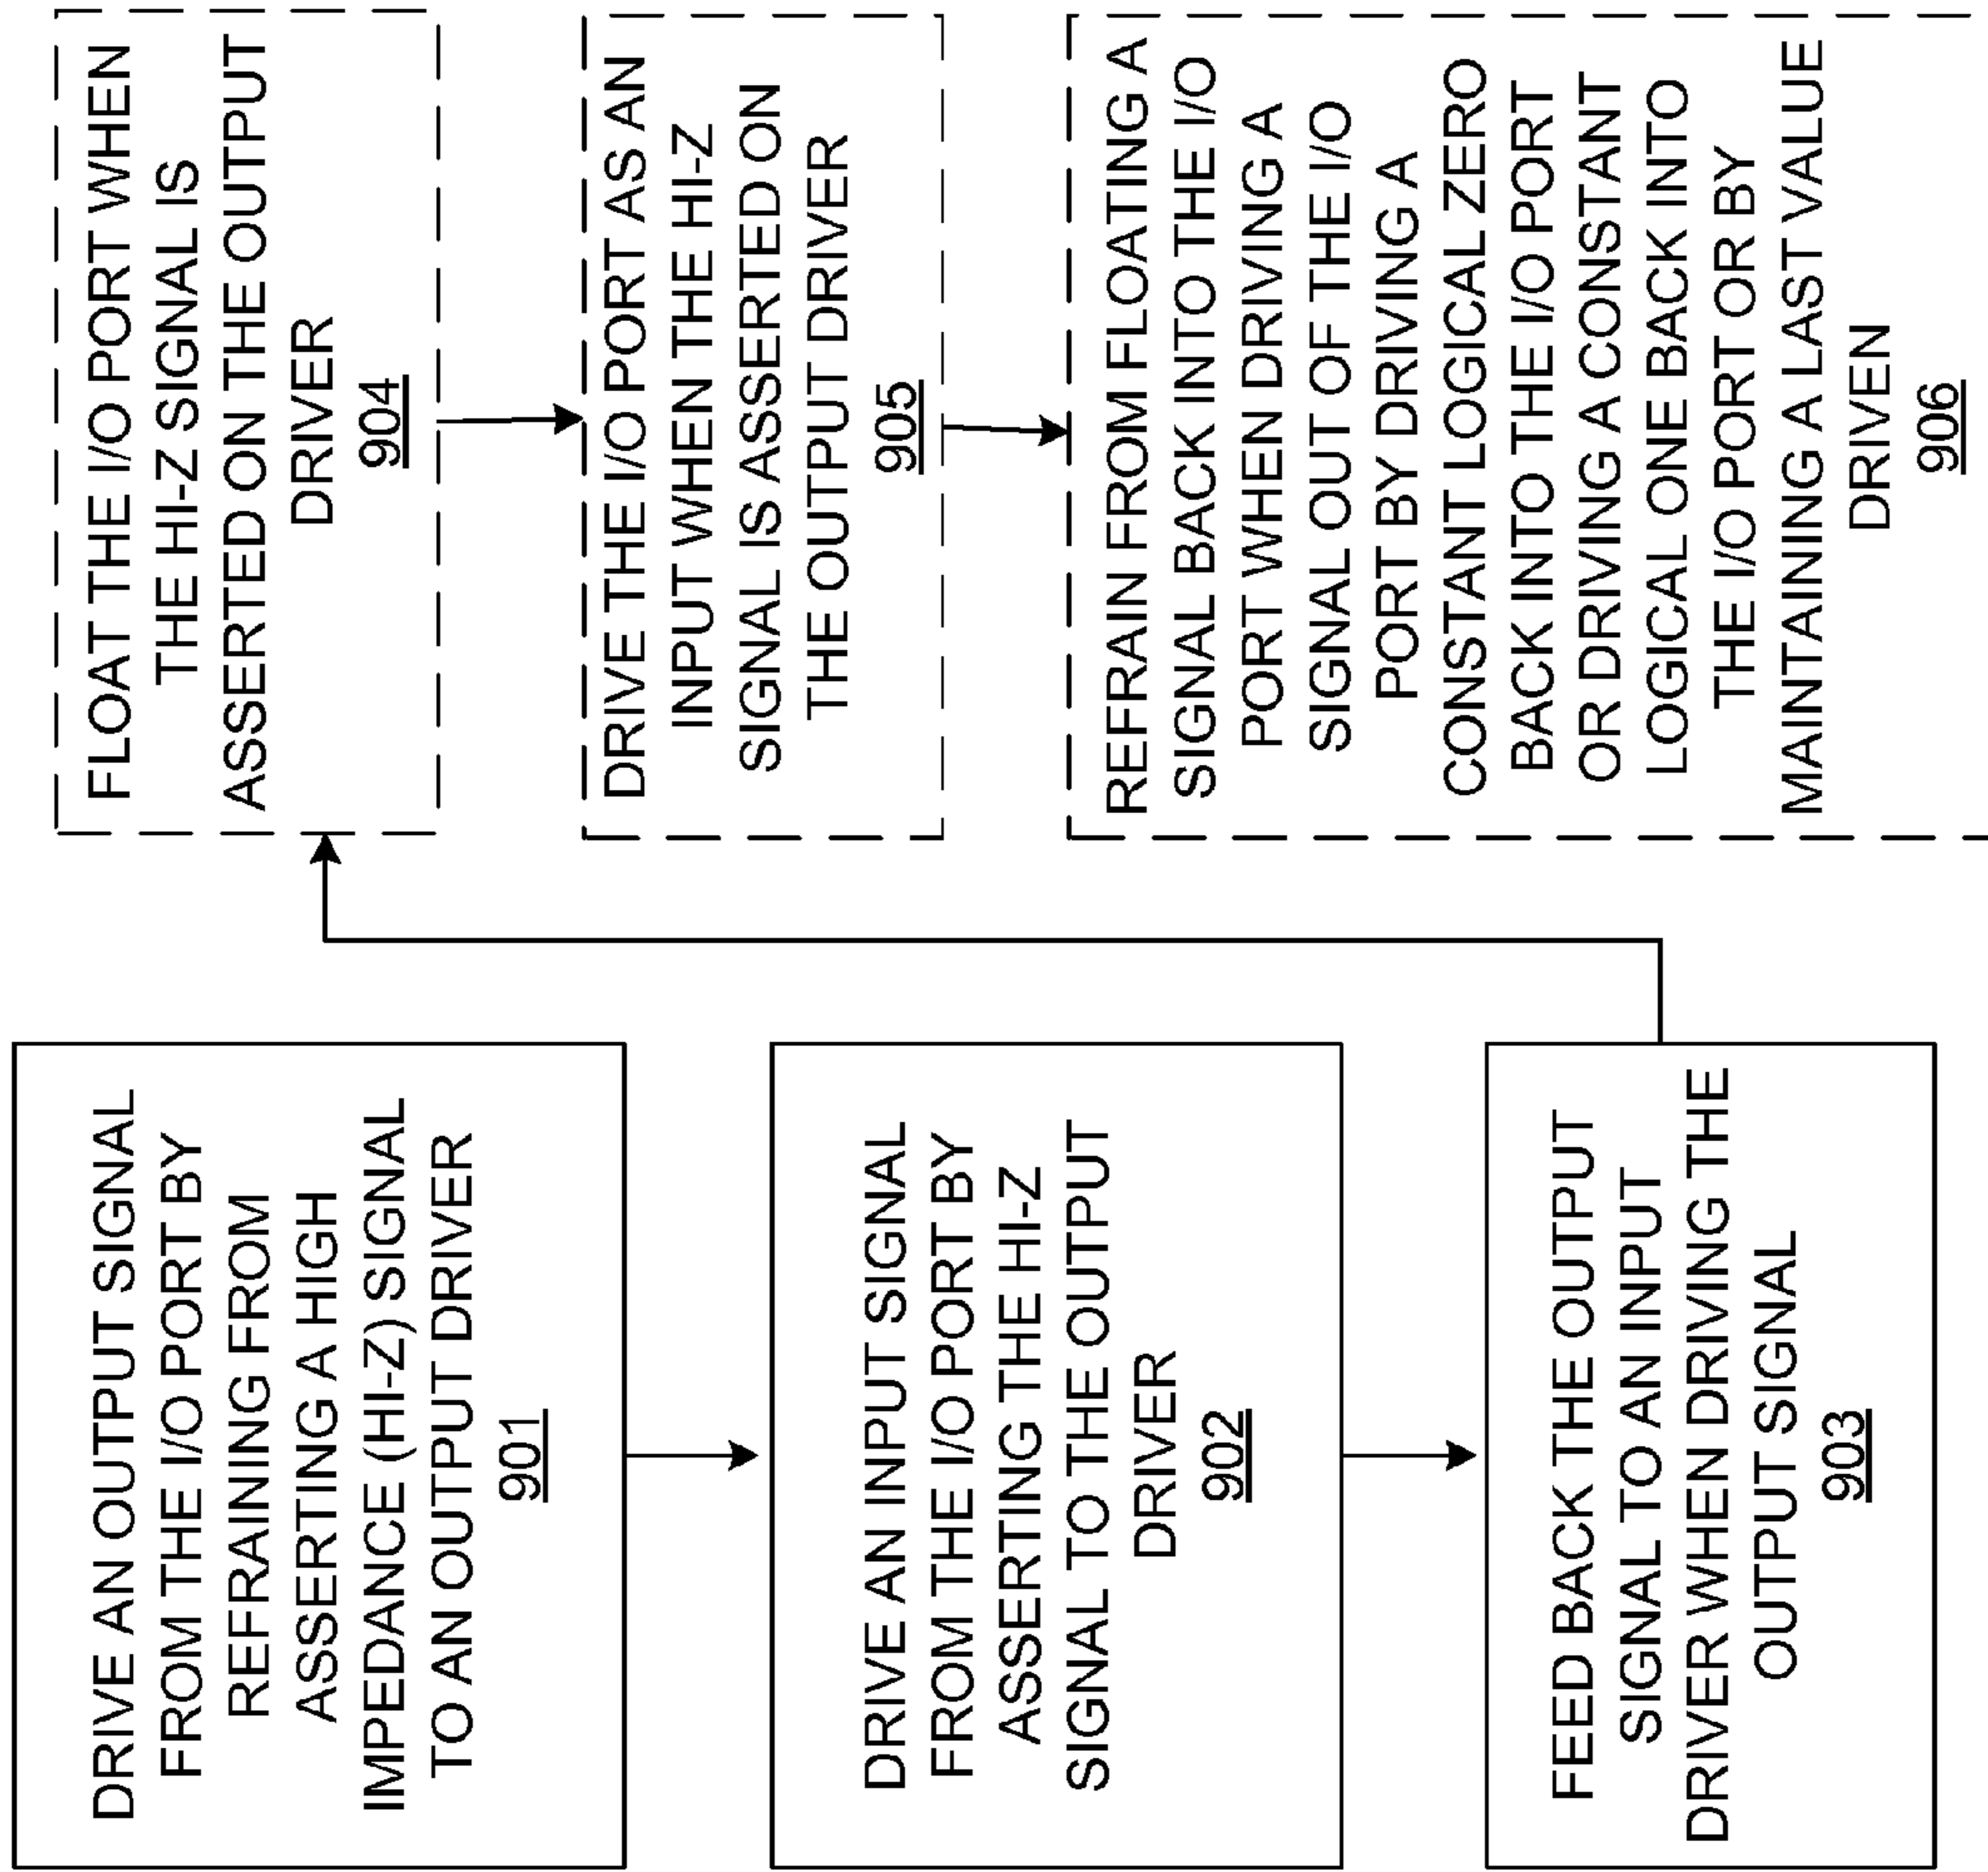 DRIVE AN OUTPUT SIGNAL
FROM THE I/O PORT BY
REFRAINING FROM
ASSERTING A HIGH
IMPEDANCE (HI-Z) SIGNAL
TO AN OUTPUT DRIVER
901
DRIVE AN INPUT SIGNAL
FROM THE I/O PORT BY
ASSERTING THE HI-Z
SIGNAL TO THE OUTPUT
DRIVER
902
FEED BACK THE OUTPUT
SIGNAL TO AN INPUT
DRIVER WHEN DRIVING THE
OUTPUT SIGNAL
903
FLOAT THE I/O PORT WHEN
THE HI-Z SIGNAL IS
ASSERTED ON THE OUTPUT
DRIVER
904
DRIVE THE I/O PORT AS AN
INPUT WHEN THE HI-Z
SIGNAL IS ASSERTED ON
THE OUTPUT DRIVER
905
REFRAIN FROM FLOATING A
SIGNAL BACK INTO THE I/O
PORT WHEN DRIVING A
SIGNAL OUT OF THE I/O
PORT BY DRIVING A
CONSTANT LOGICAL ZERO
BACK INTO THE I/O PORT
OR DRIVING A CONSTANT
LOGICAL ONE BACK INTO
THE I/O PORT OR BY
MAINTAINING A LAST VALUE
DRIVEN
906